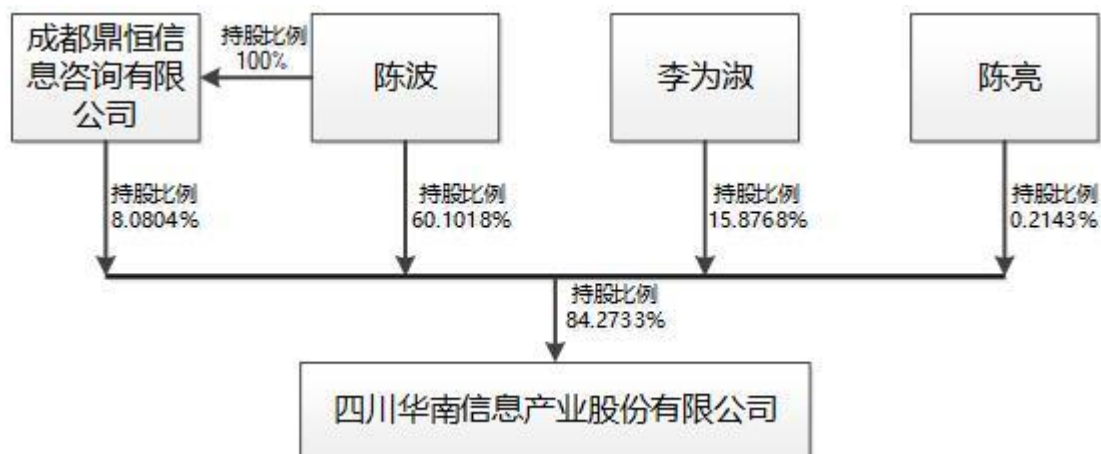 成都鼎恒信
息咨询有限
公司
持股比例
100%
陈波
李为淑
陈亮
持股比例
8.0804%
持股比例
60.1018%
持股比例
15.8768%
持股比例
0.2143%
持股比例
84.2733%
四川华南信息产业股份有限公司